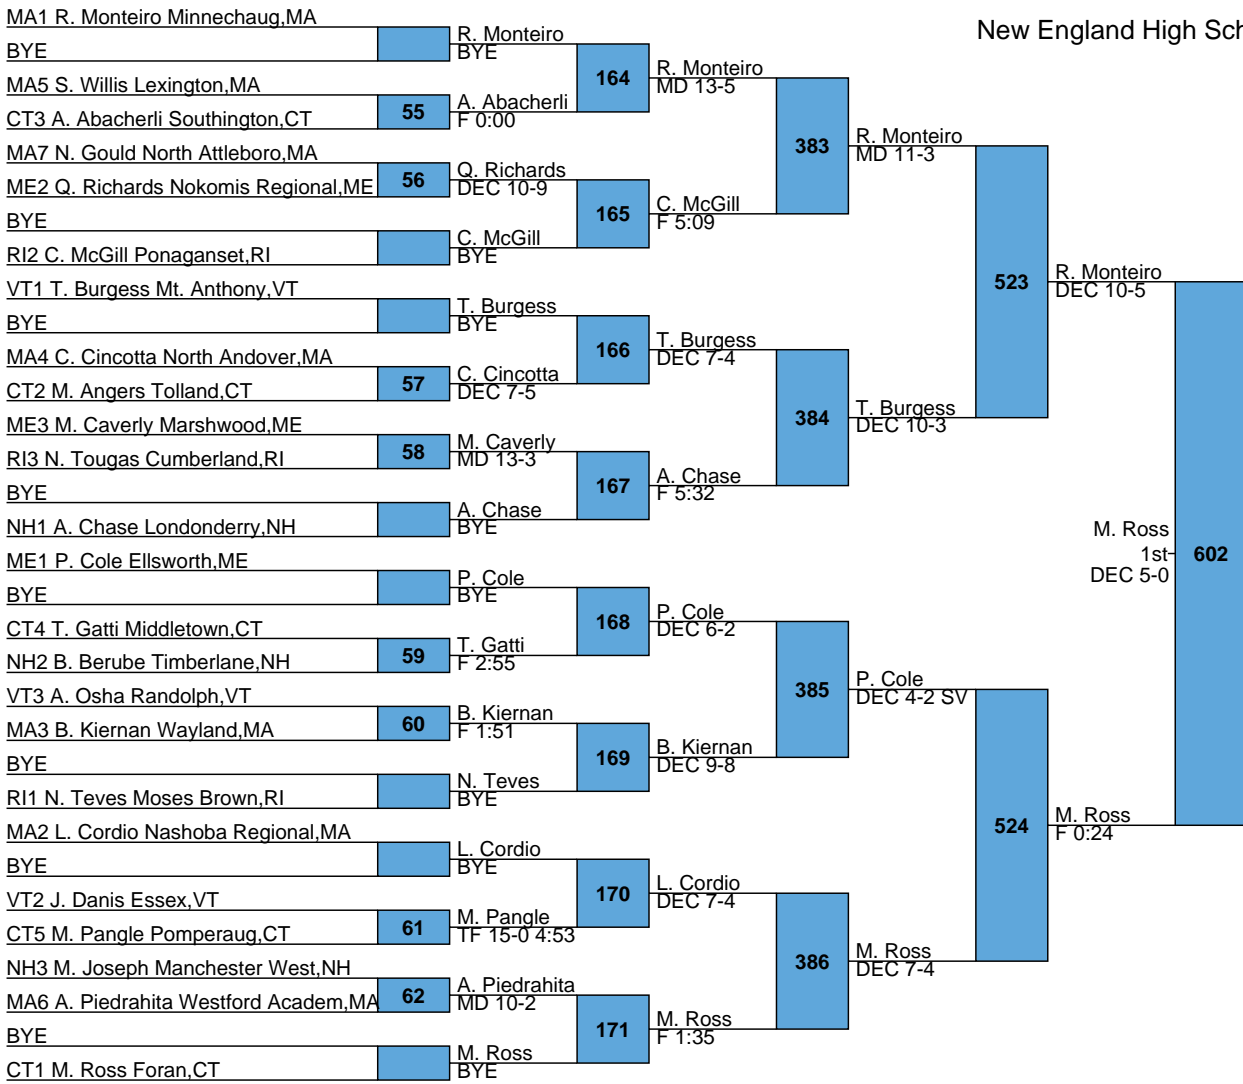 New England High Sch
MA1 R. Monteiro Minnechaug,MA
BYE
MA5 S. Willis Lexington,MA
CT3 A. Abacherli Southington,CT
MA7 N. Gould North Attleboro,MA
ME2 Q. Richards Nokomis Regional,ME
BYE
RI2 C. McGill Ponaganset,RI
VT1 T. Burgess Mt. Anthony,VT
BYE
MA4 C. Cincotta North Andover,MA
CT2 M. Angers Tolland,CT
ME3 M. Caverly Marshwood,ME
RI3 N. Tougas Cumberland,RI
BYE
NH1 A. Chase Londonderry,NH
ME1 P. Cole Ellsworth,ME
BYE
CT4 T. Gatti Middletown,CT
NH2 B. Berube Timberlane,NH
VT3 A. Osha Randolph,VT
MA3 B. Kiernan Wayland,MA
BYE
RI1 N. Teves Moses Brown,RI
MA2 L. Cordio Nashoba Regional,MA
BYE
VT2 J. Danis Essex,VT
CT5 M. Pangle Pomperaug,CT
NH3 M. Joseph Manchester West,NH
MA6 A. Piedrahita Westford Academ,MA
BYE
CT1 M. Ross Foran,CT
55
56
57
58
59
60
61
62
R. Monteiro
BYE
A. Abacherli
F 0:00
Q. Richards
DEC 10-9
C. McGill
BYE
T. Burgess
BYE
C. Cincotta
DEC 7-5
M. Caverly
MD 13-3
A. Chase
BYE
P. Cole
BYE
T. Gatti
F 2:55
B. Kiernan
F 1:51
N. Teves
BYE
L. Cordio
BYE
M. Pangle
TF 15-0 4:53
A. Piedrahita
MD 10-2
M. Ross
BYE
164
165
166
167
168
169
170
171
R. Monteiro
MD 13-5
C. McGill
F 5:09
T. Burgess
DEC 7-4
A. Chase
F 5:32
P. Cole
DEC 6-2
B. Kiernan
DEC 9-8
L. Cordio
DEC 7-4
M. Ross
F 1:35
383
384
385
386
R. Monteiro
MD 11-3
T. Burgess
DEC 10-3
P. Cole
DEC 4-2 SV
M. Ross
DEC 7-4
523
524
R. Monteiro
DEC 10-5
M. Ross
F 0:24
M. Ross
1st
DEC 5-0
602